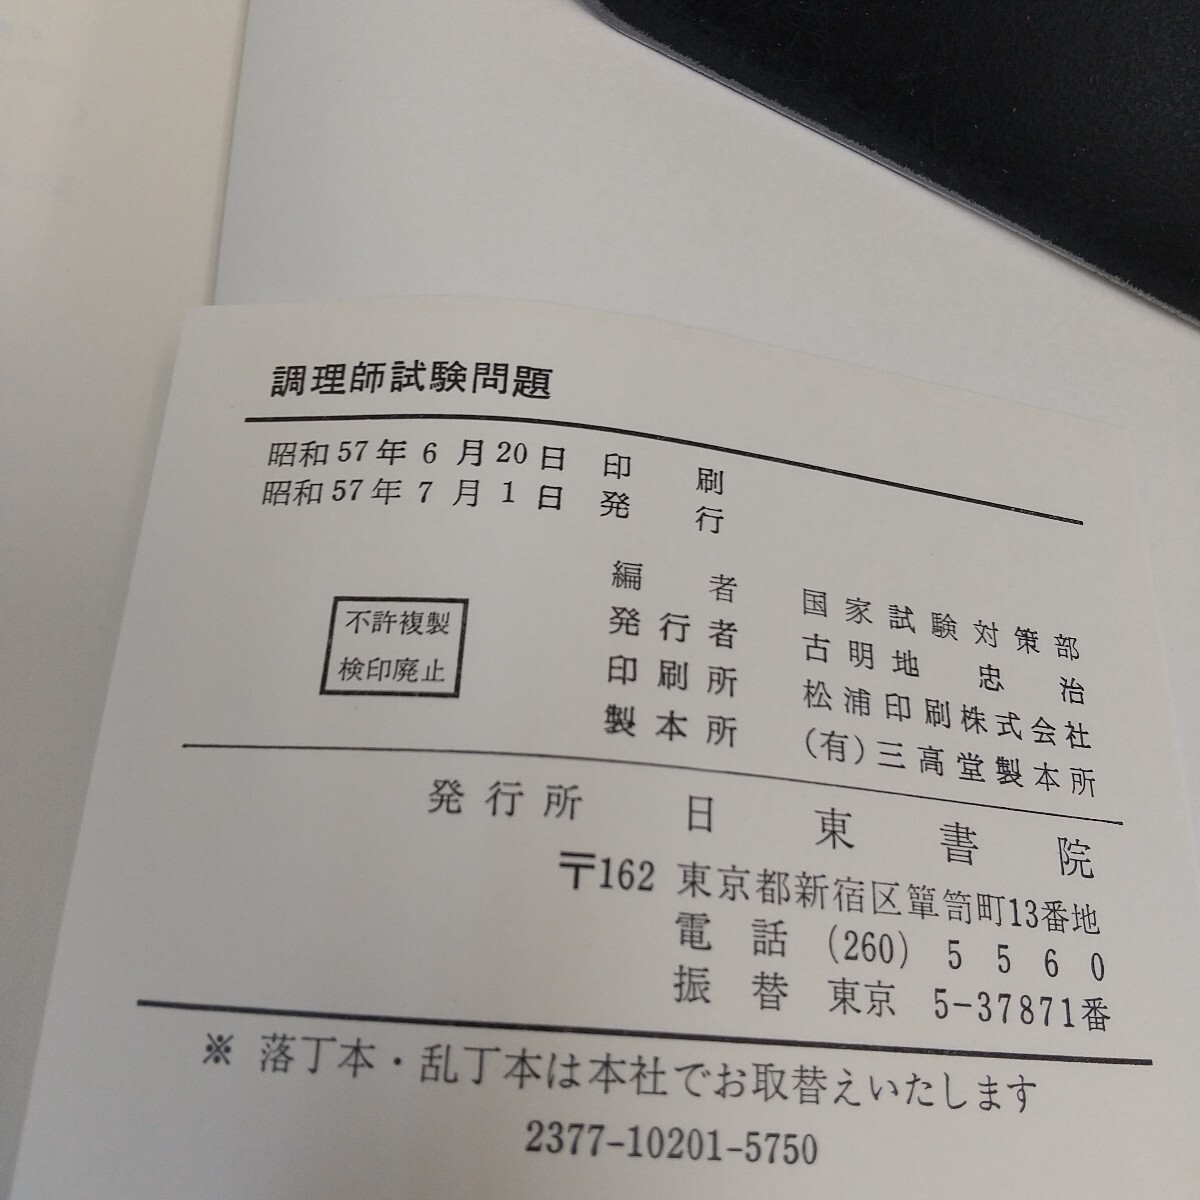 調理師試験問題
昭和57年6月20日 印刷
昭和57年7月1日 発行
編者 国家試験対策部
発行者 古明地忠治
印刷所 松浦印刷株式会社
製本所 (有)三高堂製本所
不許複製
検印廃止
発行所 日東書院
〒162 東京都新宿区簞笥町13番地
電話 (260) 5560
振替 東京 5-37871番
※ 落丁本・乱丁本は本社でお取替えいたします
2377-10201-5750